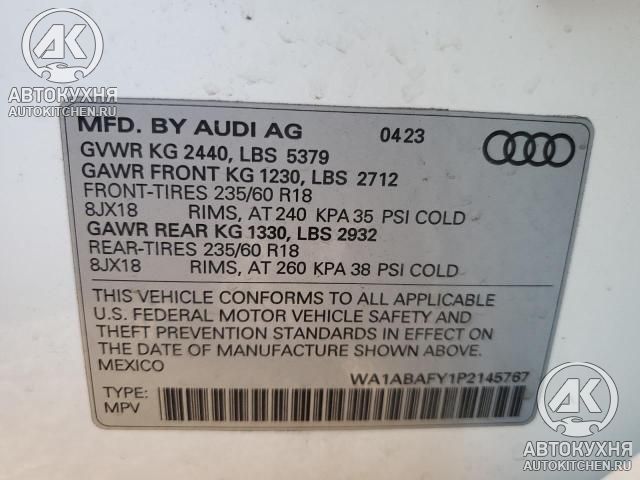 АВТОКУХНЯ
AUTOKITCHEN.RU
MFD. BY AUDI AG 04 23
GVWR KG 2440, LBS 5379
GAWR FRONT KG 1230, LBS 2712
FRONT-TIRES 235/60 R18
8JX18 RIMS, AT 240 KPA 35 PSI COLD
GAWR REAR KG 1330, LBS 2932
REAR-TIRES 235/60 R18
8JX18 RIMS, AT 260 KPA 38 PSI COLD
THIS VEHICLE CONFORMS TO ALL APPLICABLE
U.S. FEDERAL MOTOR VEHICLE SAFETY AND
THEFT PREVENTION STANDARDS IN EFFECT ON
THE DATE OF MANUFACTURE SHOWN ABOVE.
MEXICO WA1ABAFY1P2145767
TYPE:
MPV
АВТОКУХНЯ
AUTOKITCHEN.RU